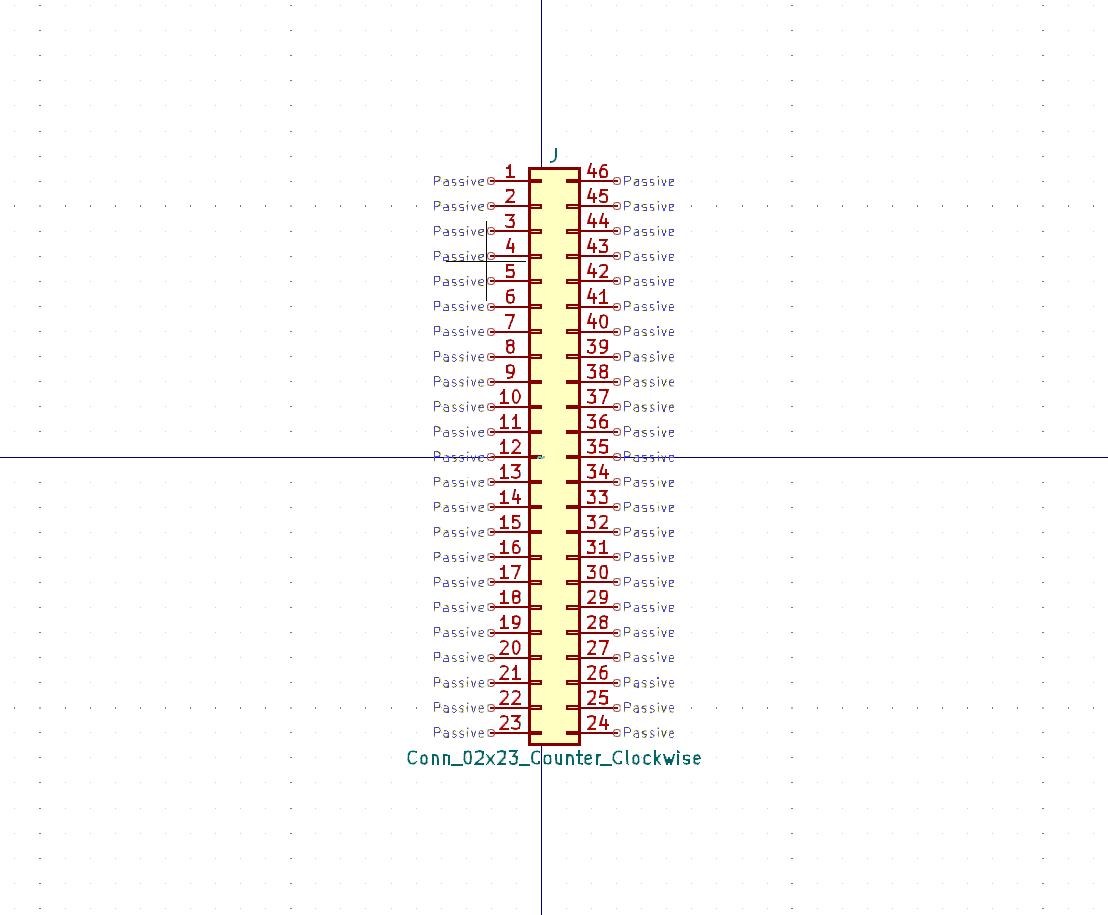 J
Passive 1 46 Passive
Passive 2 45 Passive
Passive 3 44 Passive
Passive 4 43 Passive
Passive 5 42 Passive
Passive 6 41 Passive
Passive 7 40 Passive
Passive 8 39 Passive
Passive 9 38 Passive
Passive 10 37 Passive
Passive 11 36 Passive
Passive 12 35 Passive
Passive 13 34 Passive
Passive 14 33 Passive
Passive 15 32 Passive
Passive 16 31 Passive
Passive 17 30 Passive
Passive 18 29 Passive
Passive 19 28 Passive
Passive 20 27 Passive
Passive 21 26 Passive
Passive 22 25 Passive
Passive 23 24 Passive
Conn_02x23_Counter_Clockwise